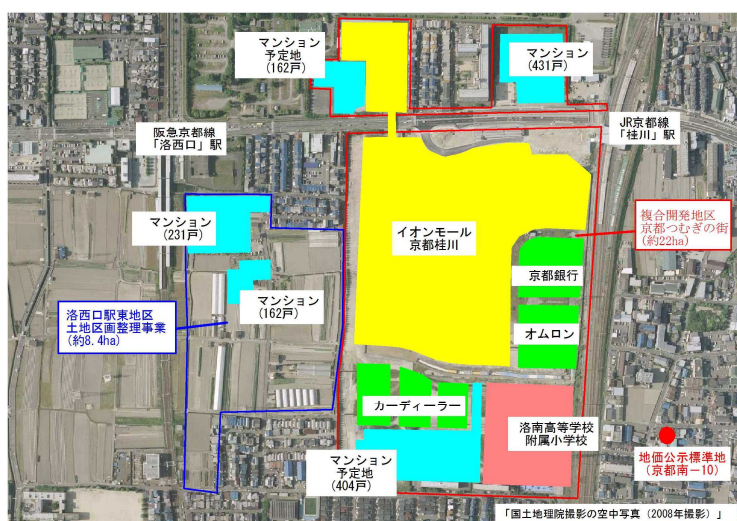 マンション
予定地
(162戸)
マンション
(431戸)
阪急京都線
「洛西口」駅
JR京都線
「桂川」駅
マンション
(231戸)
イオンモール
京都桂川
複合開発地区
京都つむぎの街
(約22ha)
京都銀行
マンション
(162戸)
洛西口駅東地区
土地区画整理事業
(約8.4ha)
オムロン
カーディーラー
洛南高等学校
附属小学校
マンション
予定地
(404戸)
地価公示標準地
(京都南－10)
「国土地理院撮影の空中写真（2008年撮影）」